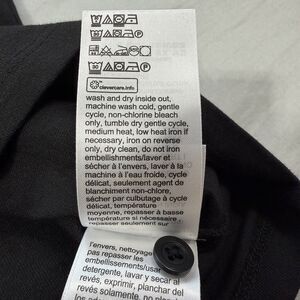 clevercare.info
wash and dry inside out,
machine wash cold, gentle
cycle, non-chlorine bleach
only, tumble dry gentle cycle,
medium heat, low heat iron if
necessary, iron on reverse
only, dry clean, do not iron
embellishments/laver et
sécher à l'envers, laver à la
machine à l'eau froide, cycle
délicat, seulement agent de
blanchiment non-chloré,
sécher par culbutage à cycle
délicat, température
moyenne, repasser à basse
température si nécessaire
repasser seulement sur
l'envers, nettoyage
pas repasser les
embellissements/usar
detergente, lavar y secar al
revés, exprimir, planchar del
revés solamente, no planchar